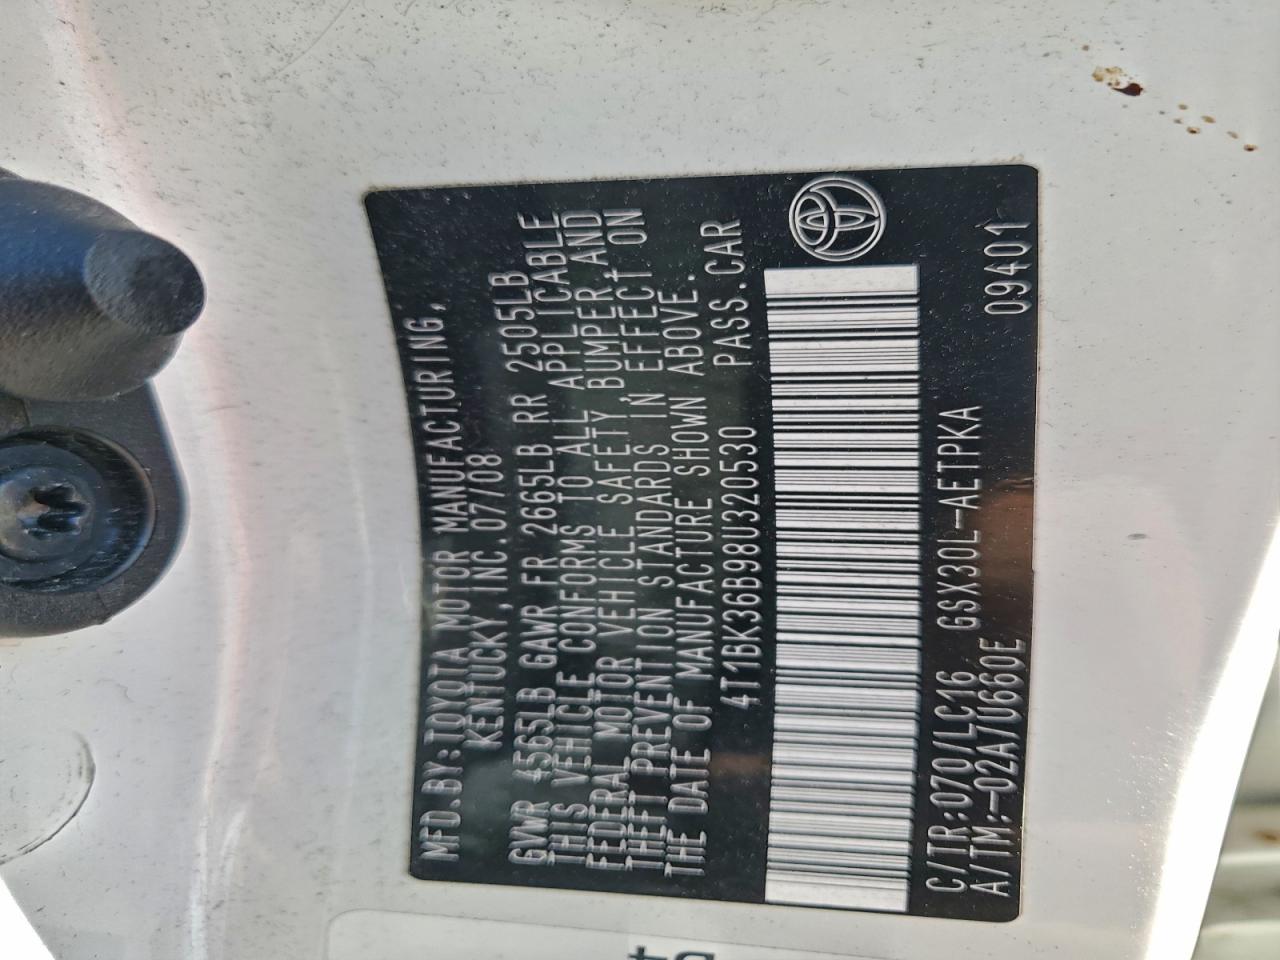 MFD.BY:TOYOTA MOTOR MANUFACTURING,
KENTUCKY,INC.07/08
GVWR 4565LB GAWR FR 2665LB RR 2505LB
THIS VEHICLE CONFORMS TO ALL APPLICABLE
FEDERAL MOTOR VEHICLE SAFETY, BUMPER, AND
THEFT PREVENTION STANDARDS IN EFFECT ON
THE DATE OF MANUFACTURE SHOWN ABOVE.
4T1BK36B98U320530 PASS.CAR
C/TR:070/LC16 GSX30L-AETPKA
A/TM:-02A/U660E 09401